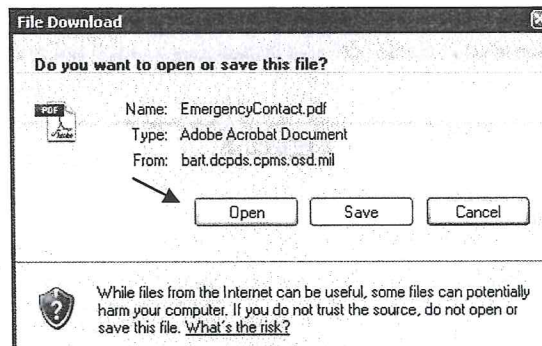 File Download
Do you want to open or save this file?
PDF
Adobe
Name: EmergencyContact.pdf
Type: Adobe Acrobat Document
From: bart.dcpds.cpms.osd.mil
Open Save Cancel
While files from the Internet can be useful, some files can potentially
harm your computer. If you do not trust the source, do not open or
save this file. What's the risk?